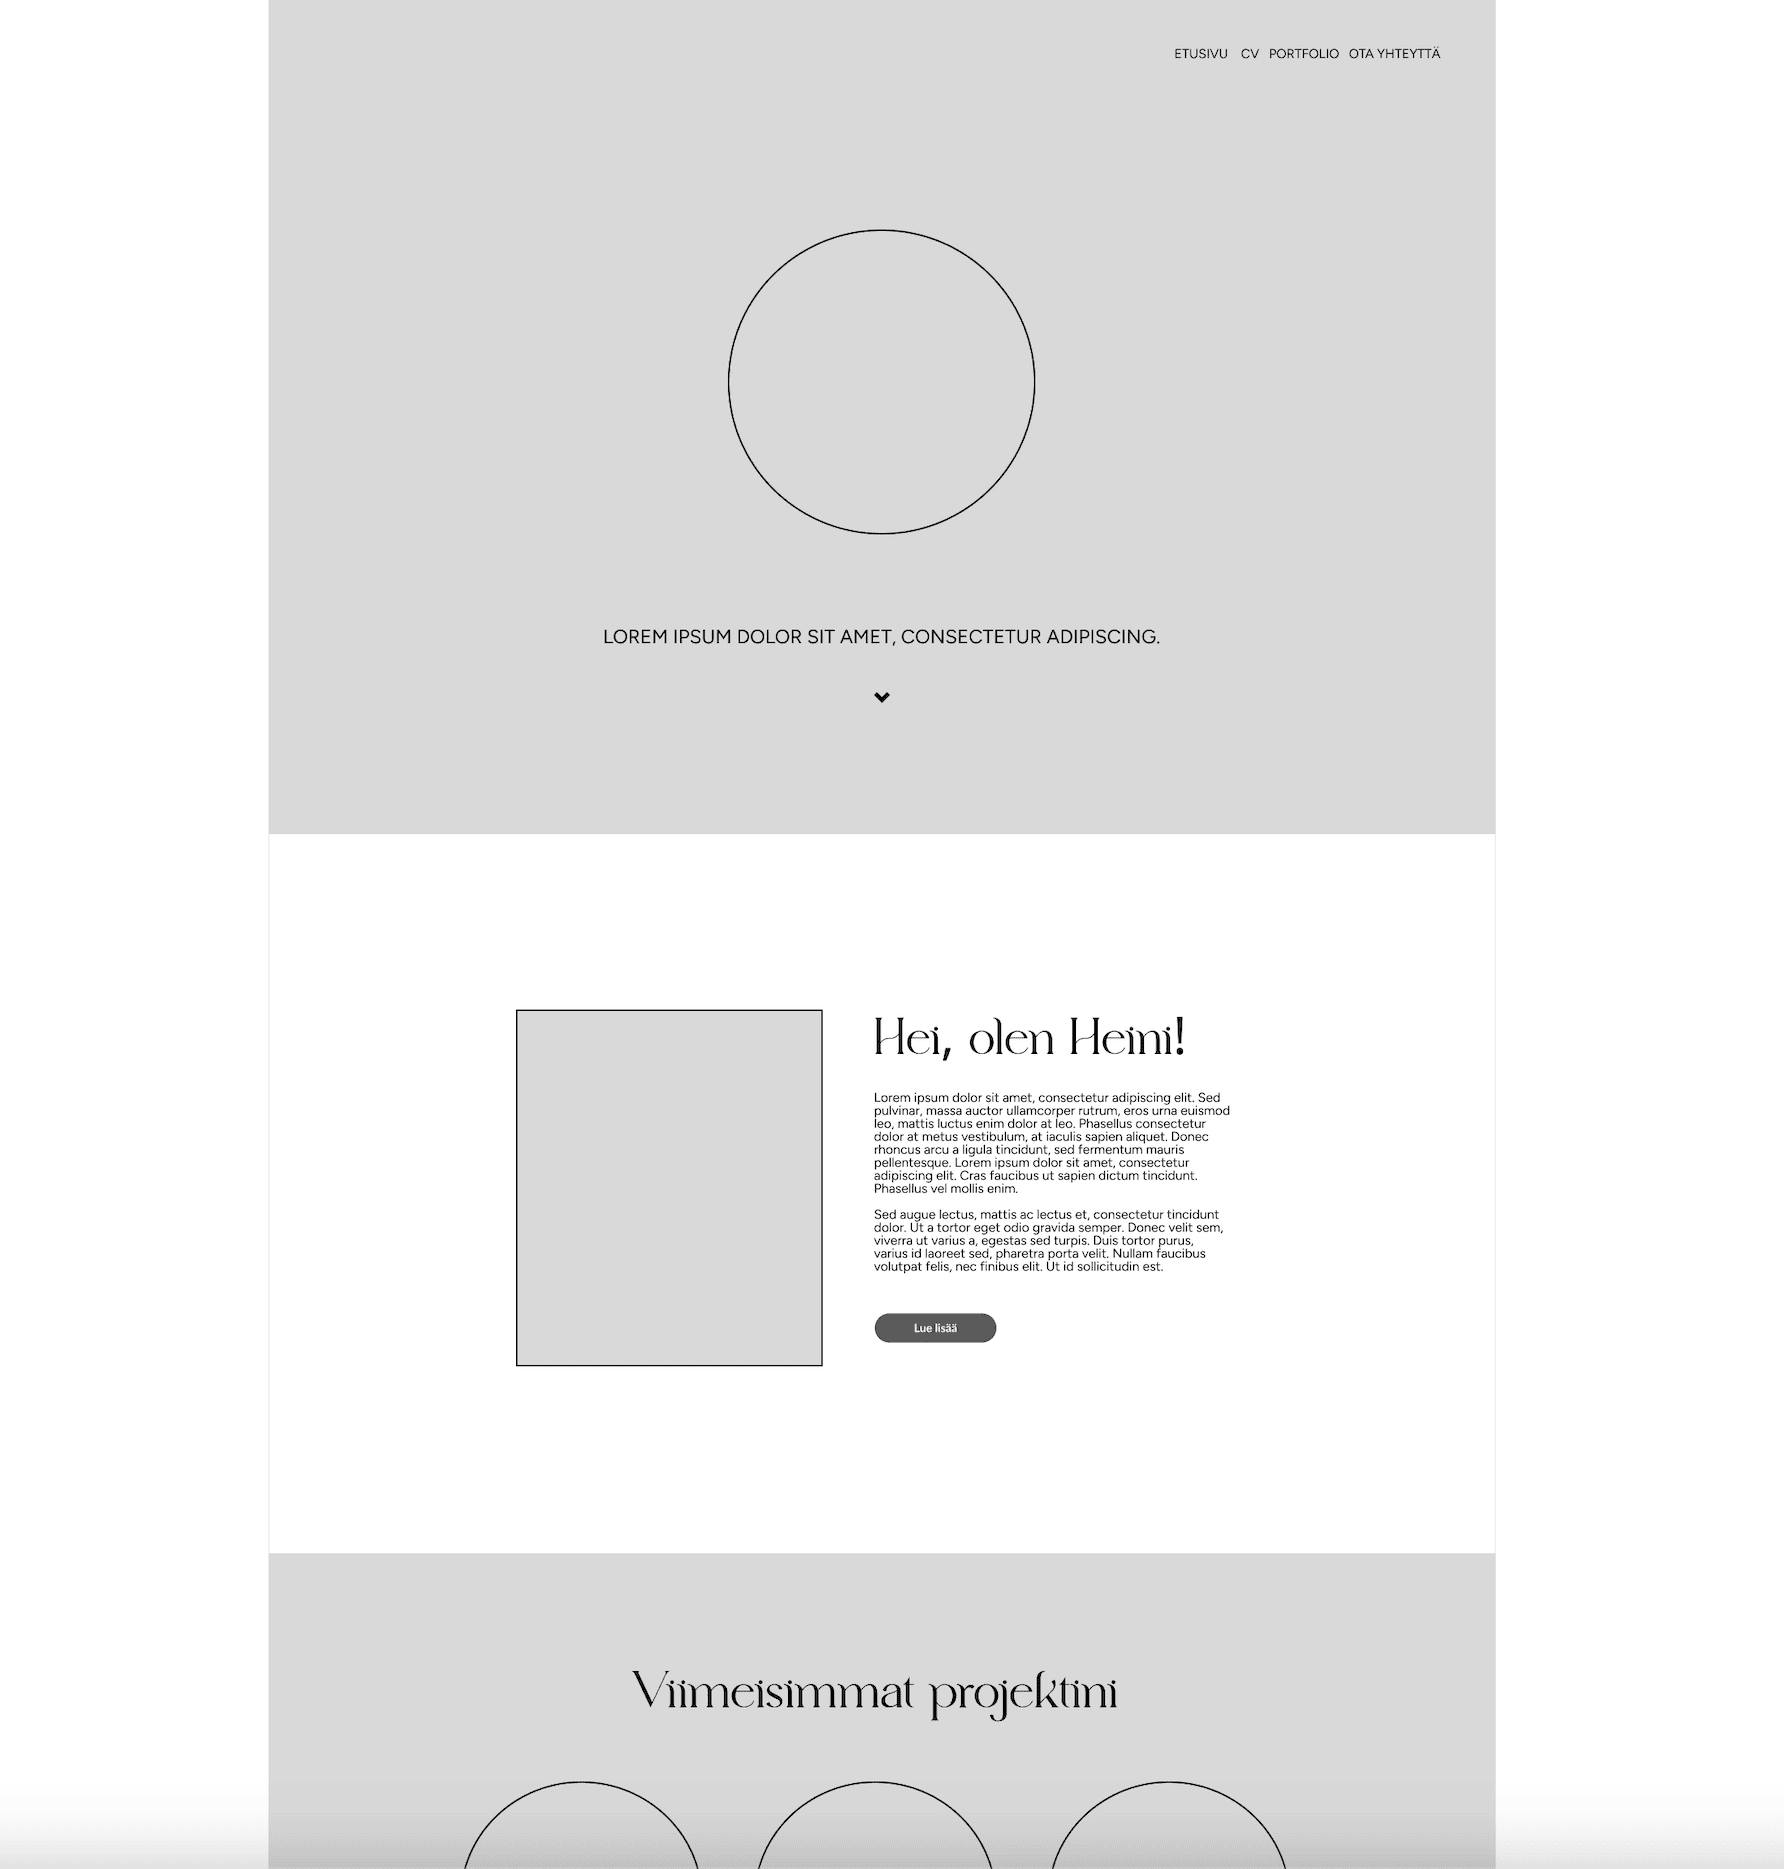 ETUSIVU CV PORTFOLIO OTA YHTEYTTÄ
LOREM IPSUM DOLOR SIT AMET, CONSECTETUR ADIPISCING.
Hei, olen Heini!
Lorem ipsum dolor sit amet, consectetur adipiscing elit. Sed
pulvinar, massa auctor ullamcorper rutrum, eros urna euismod
leo, mattis luctus enim dolor at leo. Phasellus consectetur
dolor at metus vestibulum, at iaculis sapien aliquet. Donec
rhoncus arcu a ligula tincidunt, sed fermentum mauris
pellentesque. Lorem ipsum dolor sit amet, consectetur
adipiscing elit. Cras faucibus ut sapien dictum tincidunt.
Phasellus vel mollis enim.
Sed augue lectus, mattis ac lectus et, consectetur tincidunt
dolor. Ut a tortor eget odio gravida semper. Donec velit sem,
viverra ut varius a, egestas sed turpis. Duis tortor purus,
varius id laoreet sed, pharetra porta velit. Nullam faucibus
volutpat felis, nec finibus elit. Ut id sollicitudin est.
Lue lisää
Viimeisimmat projektini